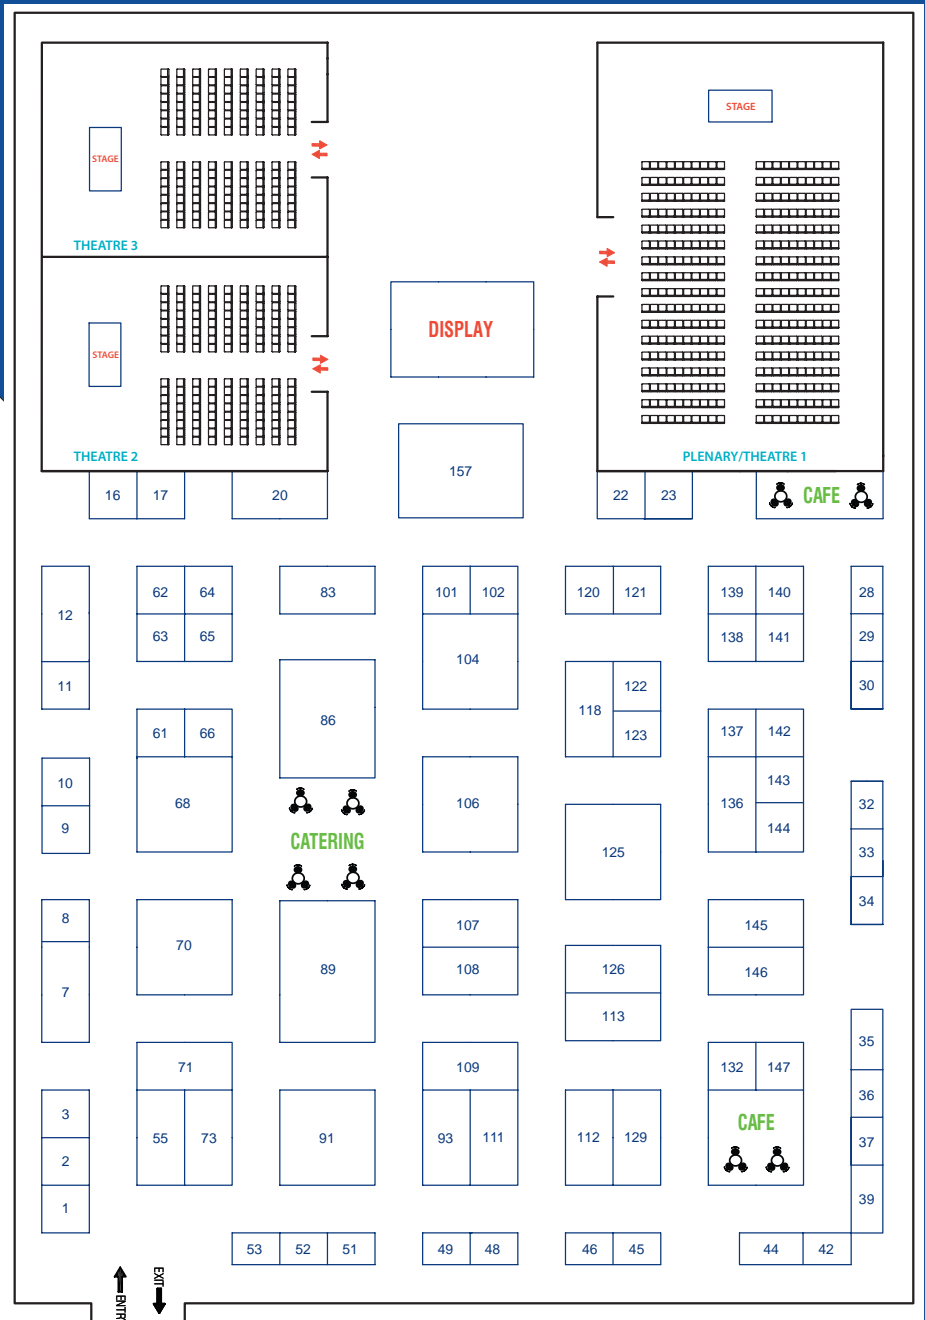 STAGE
STAGE
THEATRE 3
DISPLAY
STAGE
THEATRE 2
PLENARY/THEATRE 1
157
16 17 20 22 23 CAFE
62 64 83 101 102 120 121 139 140 28
12 63 65 138 141 29
104
11 122 30
86 118
61 66 123 137 142
10 143 32
68 106 136
9 144 33
CATERING 125
34
8 107 145
70
89 108 126 146
7
113
35
71 109 132 147
36
3 CAFE
55 73 91 93 111 112 129 37
2
39
1
53 52 51 49 48 46 45 44 42
EXIT
ENTR